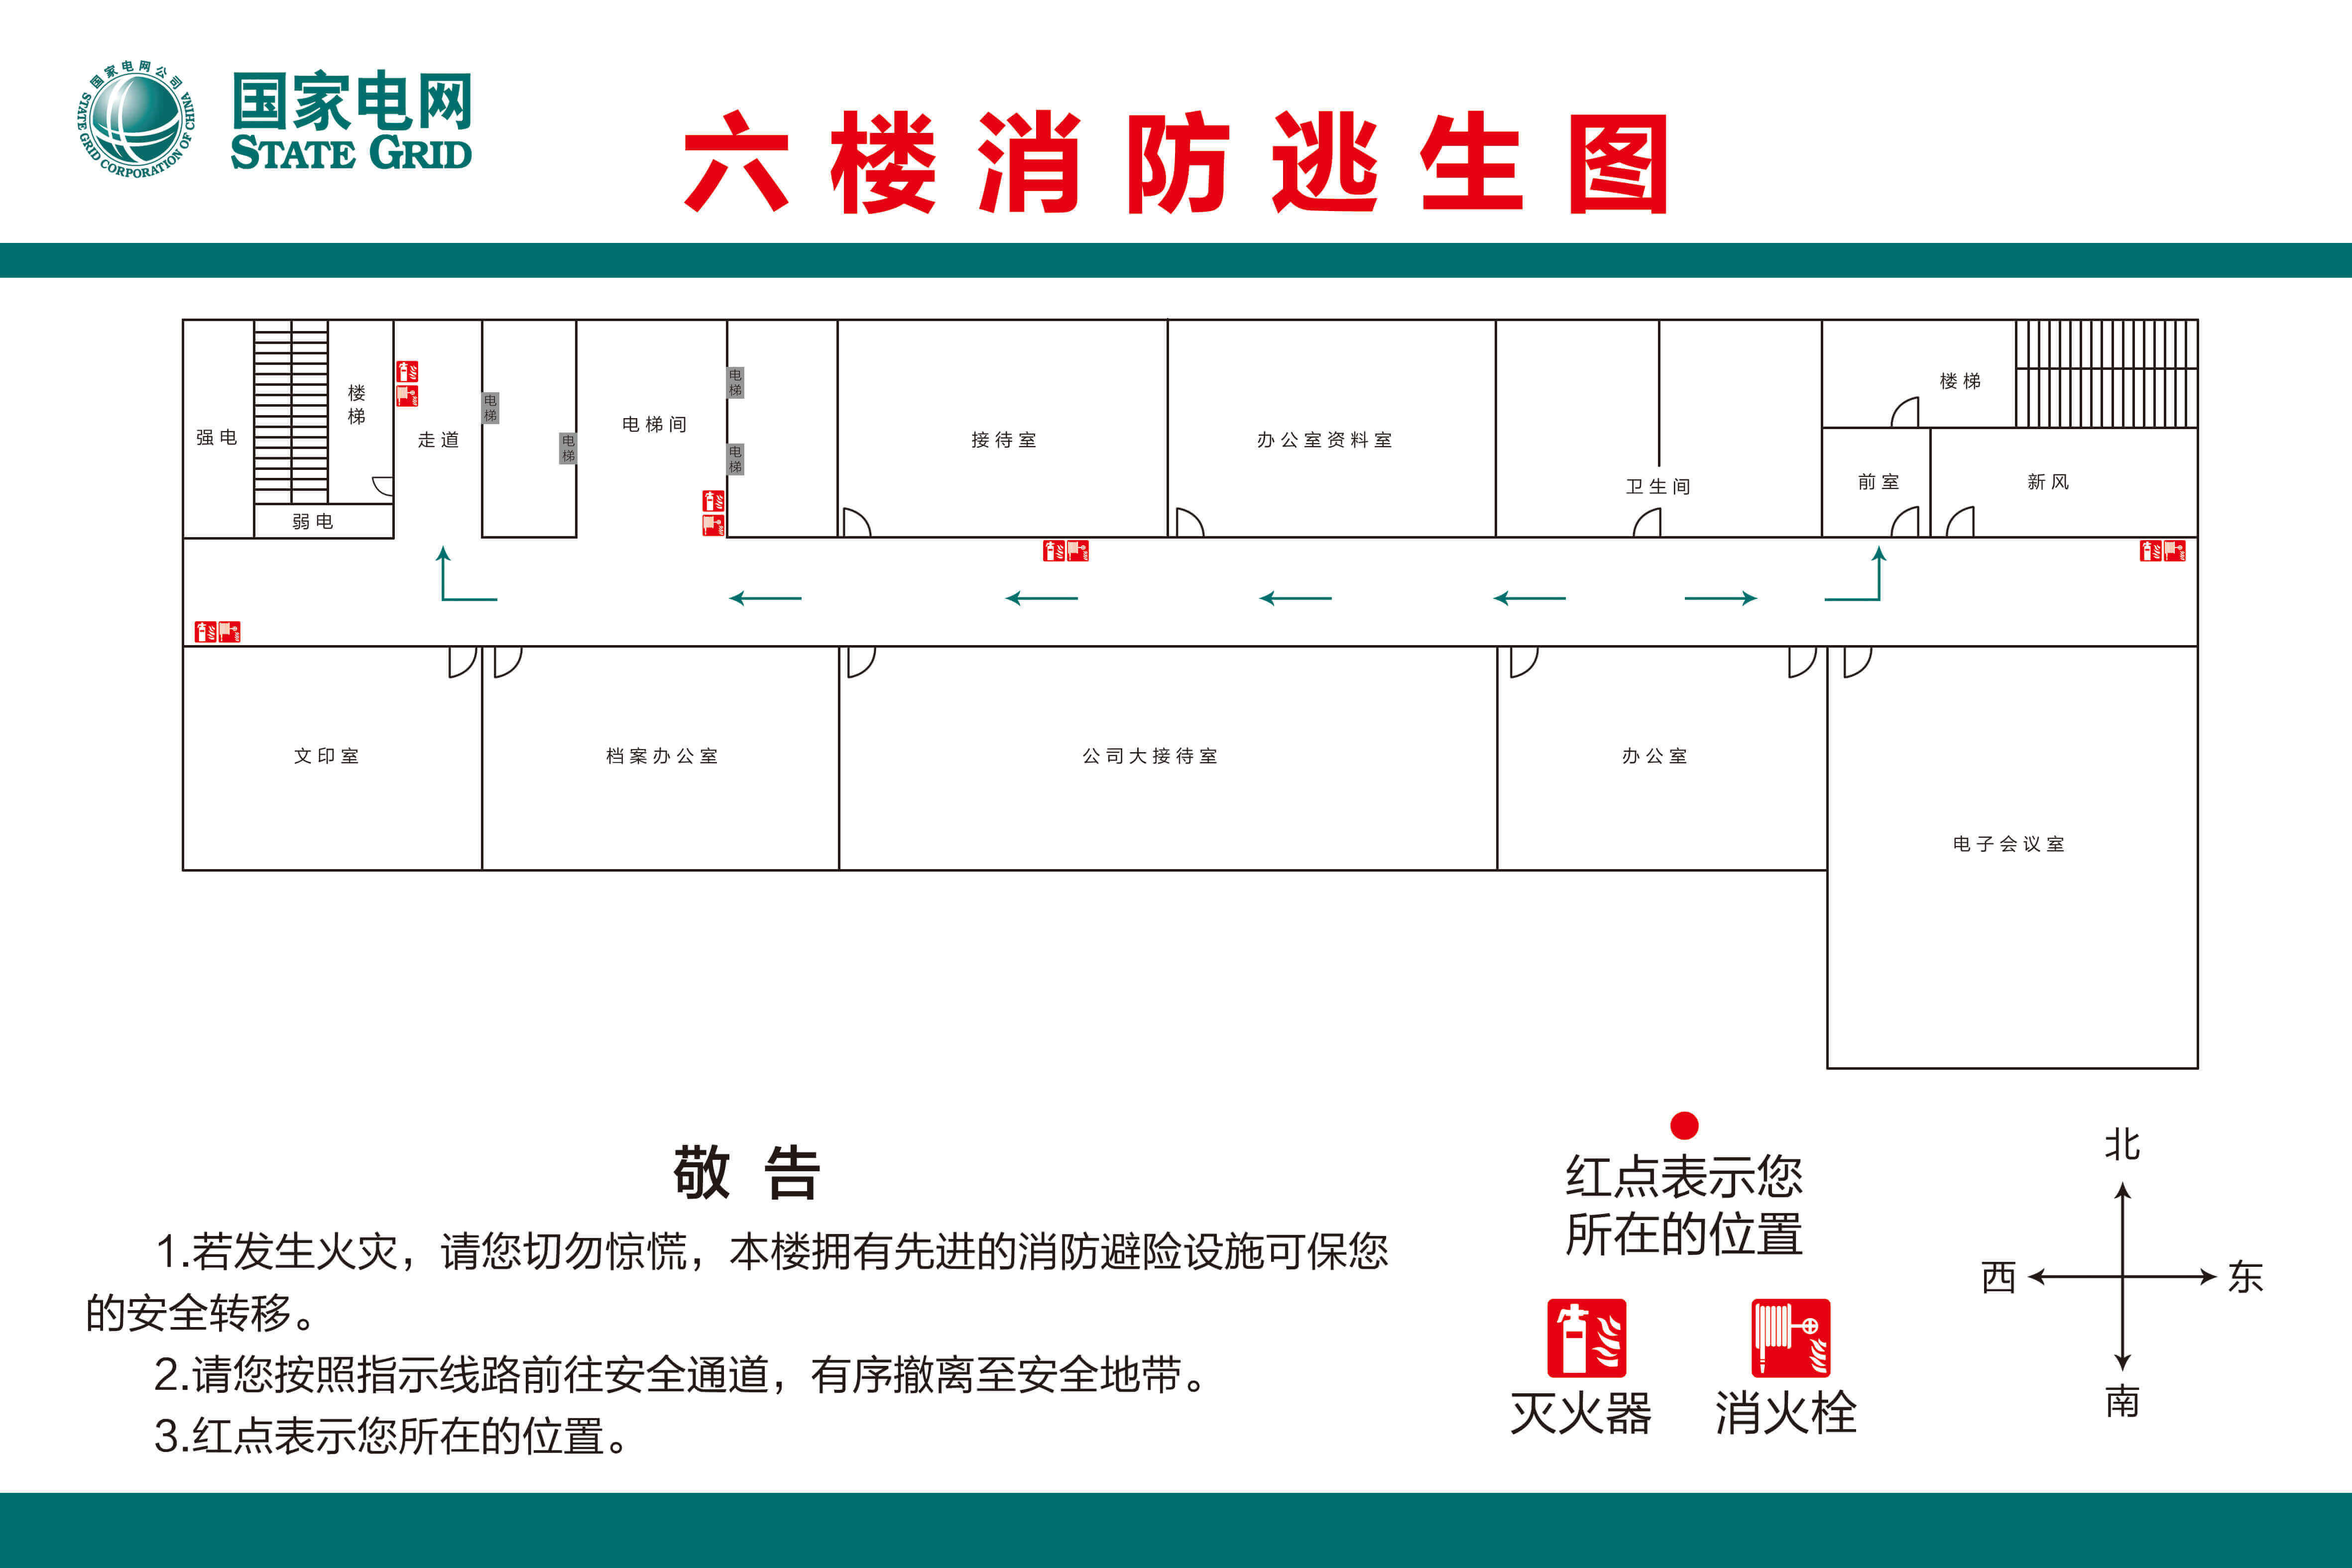 国家电网公司
STATE GRID CORPORATION OF CHINA
国家电网
STATE GRID
六楼消防逃生图
强电
楼梯
弱电
走道
电梯
电梯
电梯间
电梯
电梯
接待室
办公室资料室
卫生间
楼梯
前室
新风
文印室
档案办公室
公司大接待室
办公室
电子会议室
敬告
1.若发生火灾，请您切勿惊慌，本楼拥有先进的消防避险设施可保您
的安全转移。
2.请您按照指示线路前往安全通道，有序撤离至安全地带。
3.红点表示您所在的位置。
红点表示您
所在的位置
灭火器
消火栓
北
西
东
南